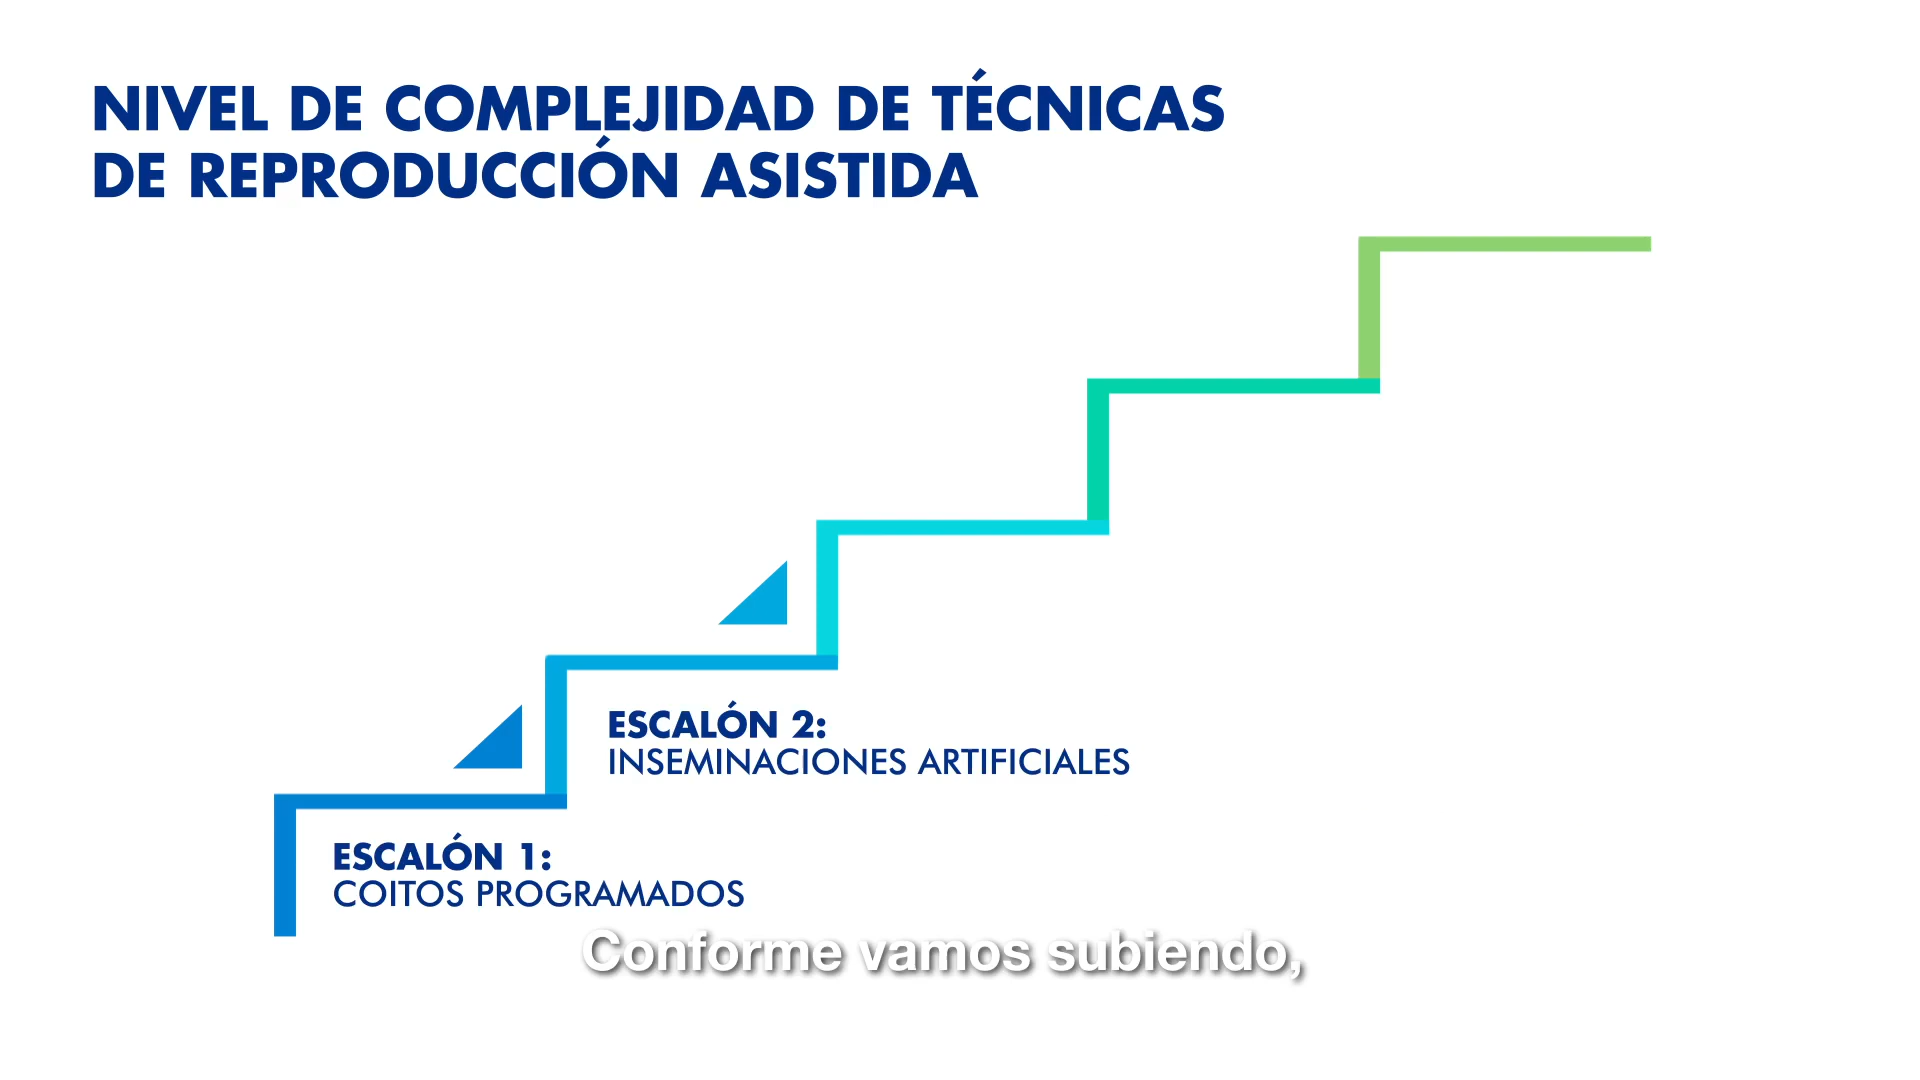 NIVEL DE COMPLEJIDAD DE TÉCNICAS
DE REPRODUCCIÓN ASISTIDA
ESCALÓN 2:
INSEMINACIONES ARTIFICIALES
ESCALÓN 1:
COITOS PROGRAMADOS
Conforme vamos subiendo,